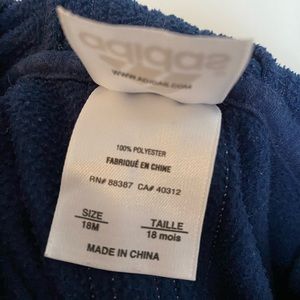 adidas
WWW.ADIDAS.COM
100% POLYESTER
FABRIQUÉ EN CHINE
RN# 88387 CA# 40312
SIZE TAILLE
18M 18 mois
MADE IN CHINA